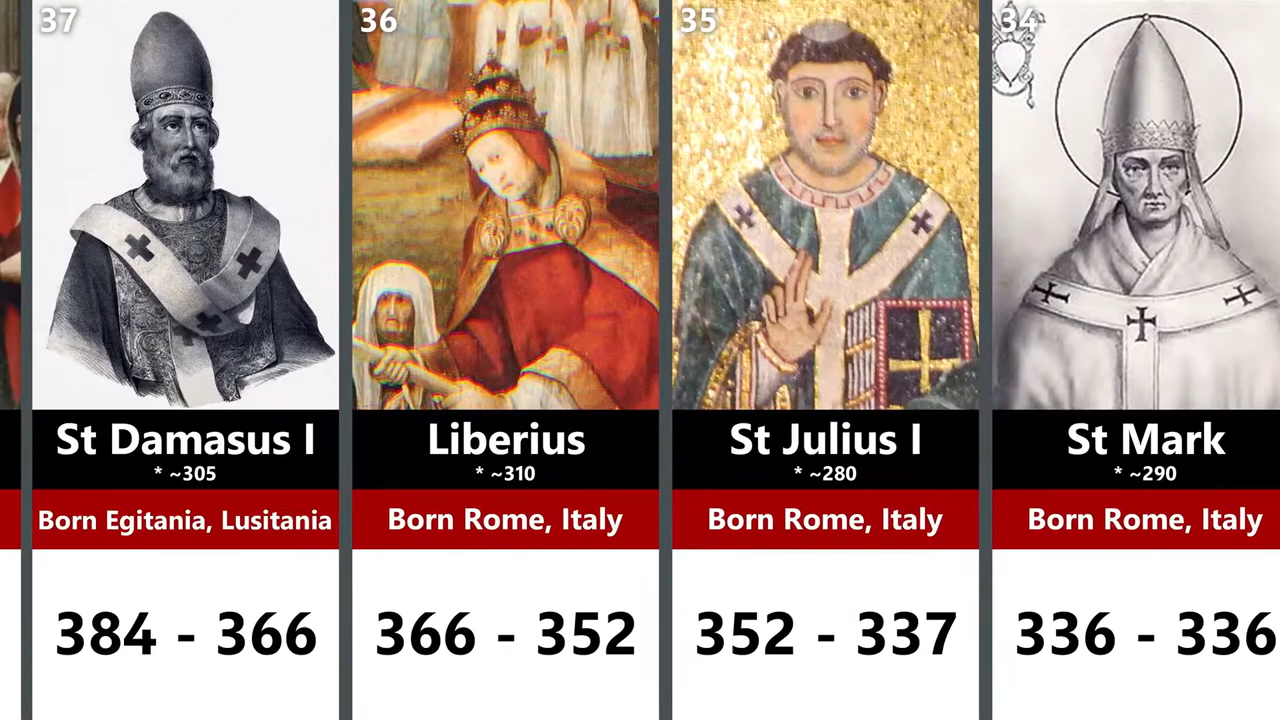 37
St Damasus I
* ~305
Born Egitania, Lusitania
384 - 366
36
Liberius
* ~310
Born Rome, Italy
366 - 352
35
St Julius I
* ~280
Born Rome, Italy
352 - 337
34
St Mark
* ~290
Born Rome, Italy
336 - 336